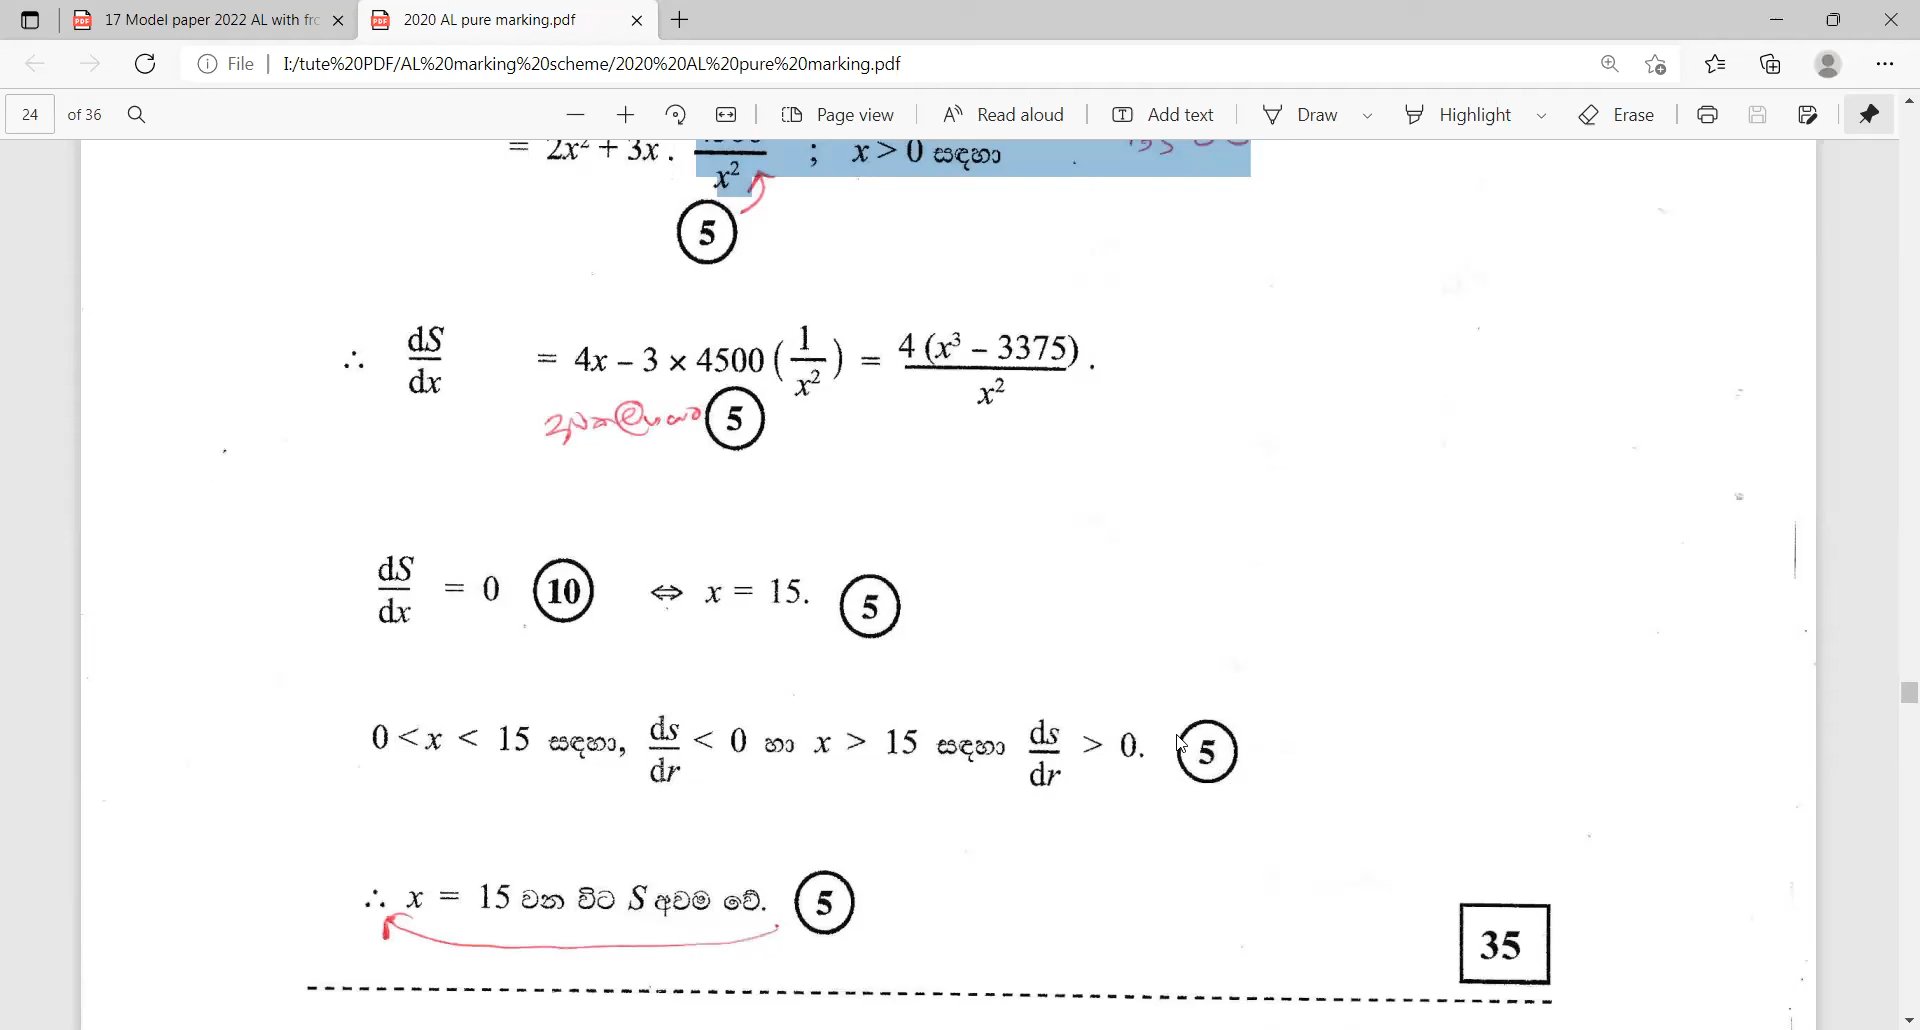 17 Model paper 2022 AL with fro
2020 AL pure marking.pdf
File
I:/tute%20PDF/AL%20marking%20scheme/2020%20AL%20pure%20marking.pdf
24 of 36
Page view
Read aloud
Add text
Draw
Highlight
Erase
= 2x² + 3x . 4500/x² ; x > 0 සඳහා
5
∴ dS/dx = 4x – 3 × 4500 (1/x²) = 4 (x³ – 3375)/x² .
5
dS/dx = 0 10 ⇔ x = 15. 5
0 < x < 15 සඳහා, ds/dr < 0 හා x > 15 සඳහා ds/dr > 0. 5
∴ x = 15 වන විට S අවම වේ. 5
35